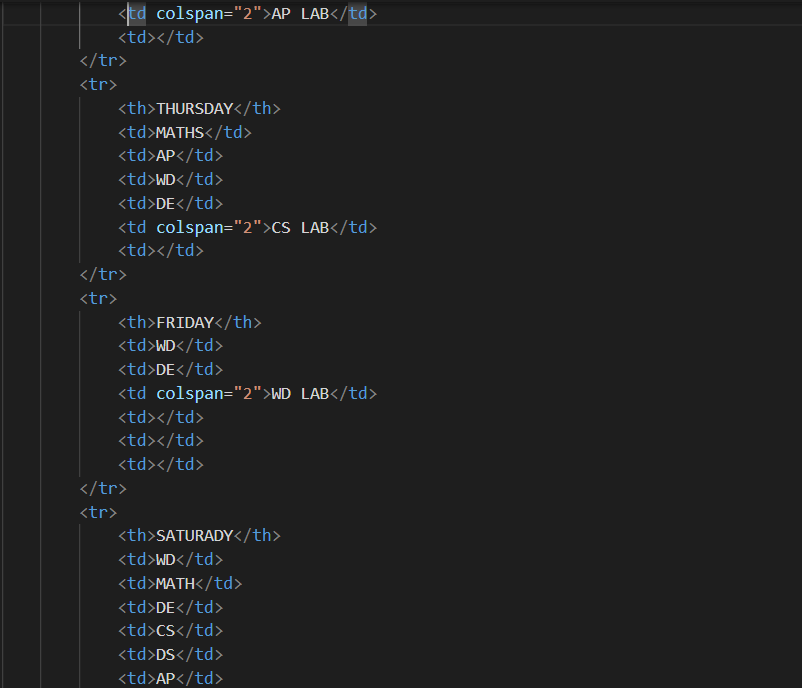 <td colspan="2">AP LAB</td>
<td></td>
</tr>
<tr>
<th>THURSDAY</th>
<td>MATHS</td>
<td>AP</td>
<td>WD</td>
<td>DE</td>
<td colspan="2">CS LAB</td>
<td></td>
</tr>
<tr>
<th>FRIDAY</th>
<td>WD</td>
<td>DE</td>
<td colspan="2">WD LAB</td>
<td></td>
<td></td>
<td></td>
</tr>
<tr>
<th>SATURADY</th>
<td>WD</td>
<td>MATH</td>
<td>DE</td>
<td>CS</td>
<td>DS</td>
<td>AP</td>